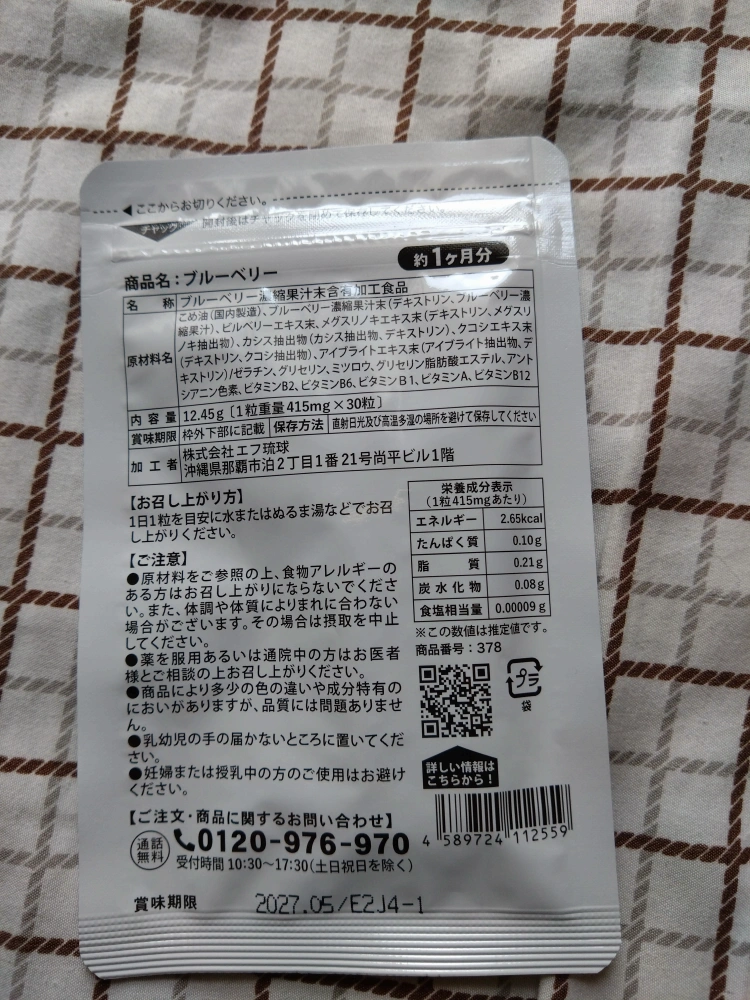 ◀ここからお切りください。
チャック
開封後はチャックを閉めて保存してください。
約1ヶ月分
商品名：ブルーベリー
名称 ブルーベリー濃縮果汁末含有加工食品
原材料名 こめ油（国内製造）、ブルーベリー濃縮果汁末（デキストリン、ブルーベリー濃
縮果汁）、ビルベリーエキス末、メグスリノキエキス末（デキストリン、メグスリ
ノキ抽出物）、カシス抽出物（カシス抽出物、デキストリン）、クコシエキス末
（デキストリン、クコシ抽出物）、アイブライトエキス末（アイブライト抽出物、デ
キストリン）/ゼラチン、グリセリン、ミツロウ、グリセリン脂肪酸エステル、アント
シアニン色素、ビタミンB2、ビタミンB6、ビタミンB1、ビタミンA、ビタミンB12
内容量 12.45g〔1粒重量415mg×30粒〕
賞味期限 枠外下部に記載 保存方法 直射日光及び高温多湿の場所を避けて保存してください
加工者 株式会社エフ琉球
沖縄県那覇市泊2丁目1番21号尚平ビル1階
【お召し上がり方】
1日1粒を目安に水またはぬるま湯などでお召
し上がりください。
【ご注意】
●原材料をご参照の上、食物アレルギーの
ある方はお召し上がりにならないでくださ
い。また、体調や体質によりまれに合わない
場合がございます。その場合は摂取を中止
してください。
●薬を服用あるいは通院中の方はお医者
様とご相談の上お召し上がりください。
●商品により多少の色の違いや成分特有の
においがありますが、品質には問題ありませ
ん。
●乳幼児の手の届かないところに置いてくだ
さい。
●妊婦または授乳中の方のご使用はお避け
ください。
栄養成分表示
（1粒415mgあたり）
エネルギー 2.65kcal
たんぱく質 0.10g
脂質 0.21g
炭水化物 0.08g
食塩相当量 0.00009g
※この数値は推定値です。
商品番号：378
プラ
袋
詳しい情報は
こちらから！
4 589724 112559
【ご注文・商品に関するお問い合わせ】
通話
無料
0120-976-970
受付時間 10:30〜17:30（土日祝日を除く）
賞味期限 2027.05/E2J4-1